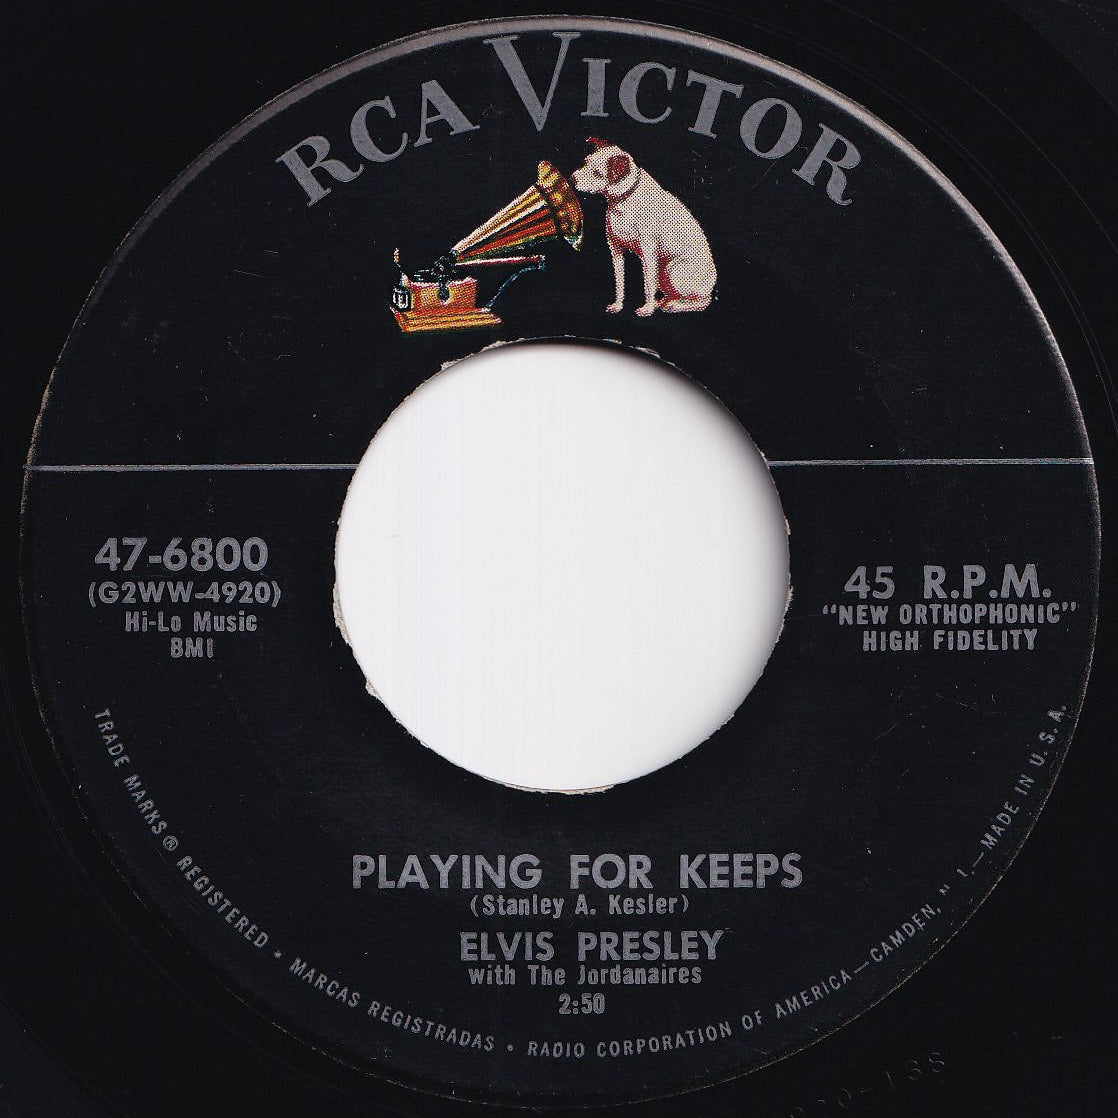 RCA VICTOR
47-6800
(G2WW-4920)
Hi-Lo Music
BMI
45 R.P.M.
"NEW ORTHOPHONIC"
HIGH FIDELITY
PLAYING FOR KEEPS
(Stanley A. Kesler)
ELVIS PRESLEY
with The Jordanaires
2:50
TRADE MARKS ® REGISTERED • MARCAS REGISTRADAS • RADIO CORPORATION OF AMERICA—CAMDEN, —MADE IN U.S.A.